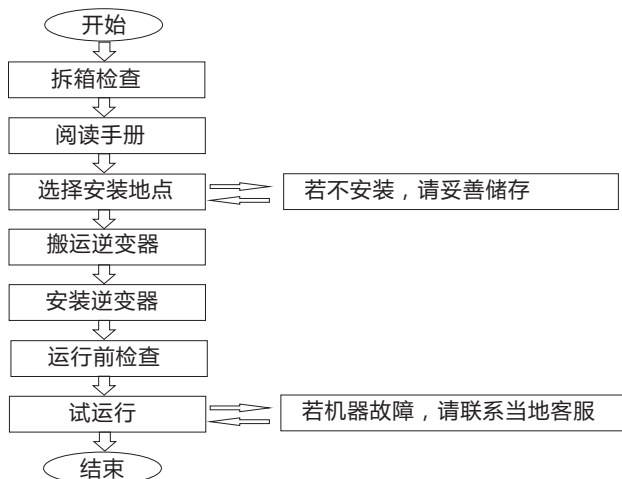 开始
拆箱检查
阅读手册
选择安装地点
若不安装，请妥善储存
搬运逆变器
安装逆变器
运行前检查
试运行
若机器故障，请联系当地客服
结束